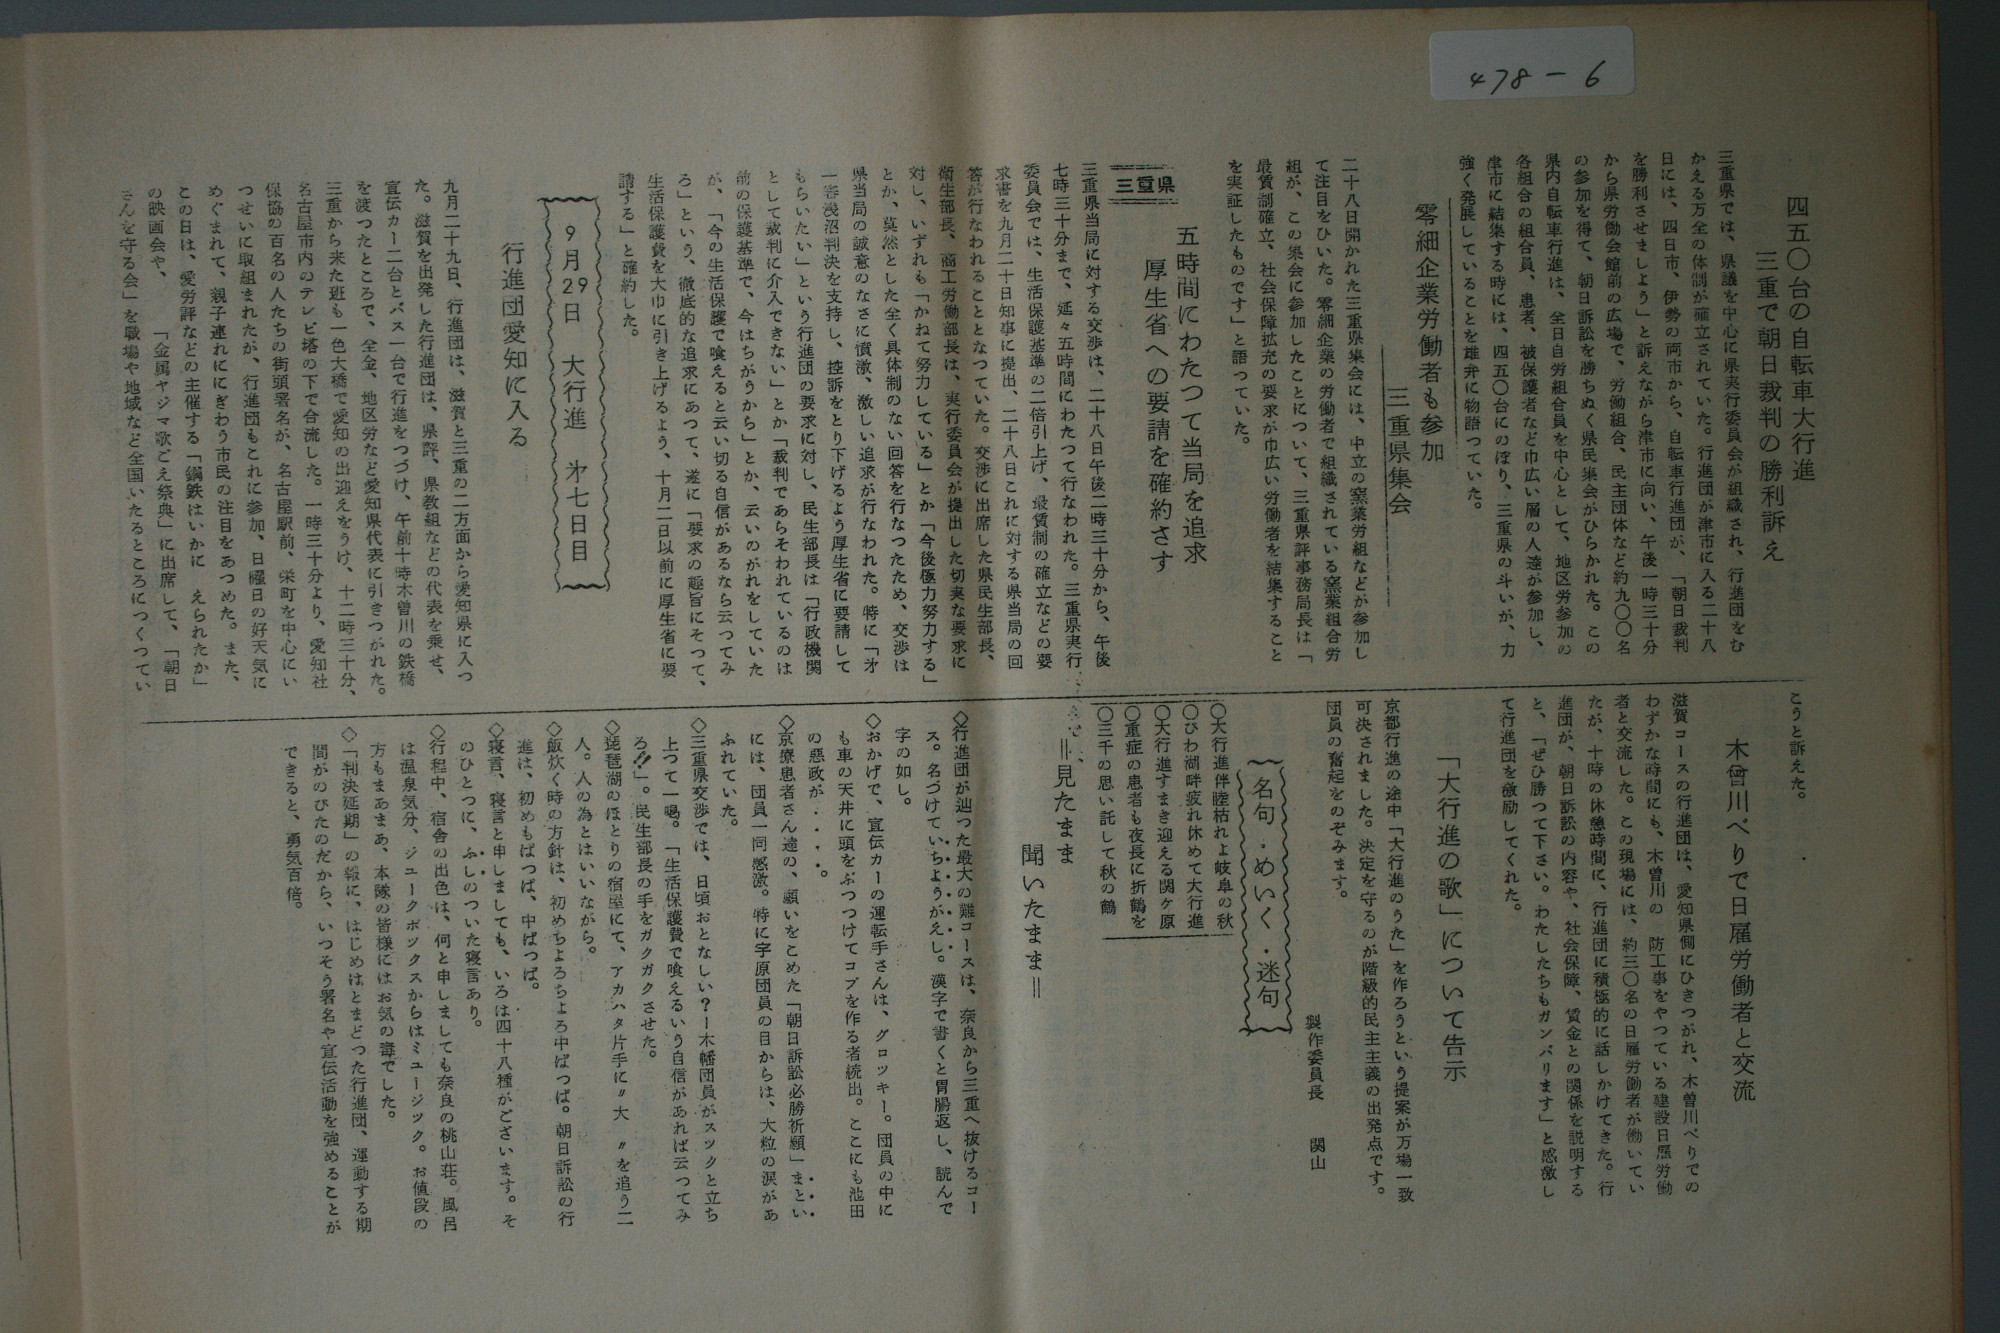 478-6
四五〇台の自転車大行進
三重で朝日裁判の勝利訴え
三重県では、県議を中心に県実行委員会が組織され、行進団をむ
かえる万全の体制が確立されていた。行進団が津市に入る二十八
日には、四日市、伊勢の両市から、自転車行進団が、「朝日裁判
を勝利させましよう」と訴えながら津市に向い、午後一時三十分
から県労働会館前の広場で、労働組合、民主団体など約九〇〇名
の参加を得て、朝日訴訟を勝ちぬく県民集会がひらかれた。この
県内自転車行進は、全日自労組合員を中心として、地区労参加の
各組合の組合員、患者、被保護者など巾広い層の人達が参加し、
津市に結集する時には、四五〇台にのぼり、三重県の斗いが、力
強く発展していることを雄弁に物語つていた。
零細企業労働者も参加
三重県集会
二十八日開かれた三重県集会には、中立の窯業労組などが参加し
て注目をひいた。零細企業の労働者で組織されている窯業組合労
組が、この集会に参加したことについて、三重県評事務局長は「
最賃制確立、社会保障拡充の要求が巾広い労働者を結集すること
を実証したものです」と語つていた。
三重県
五時間にわたつて当局を追求
厚生省への要請を確約さす
三重県当局に対する交渉は、二十八日午後二時三十分から、午後
七時三十分まで、延々五時間にわたつて行なわれた。三重県実行
委員会では、生活保護基準の二倍引上げ、最賃制の確立などの要
求書を九月二十日知事に提出、二十八日これに対する県当局の回
答が行なわれることとなつていた。交渉に出席した県民生部長、
衛生部長、商工労働部長は、実行委員会が提出した切実な要求に
対し、いずれも「かねて努力している」とか「今後極力努力する」
とか、莫然とした全く具体制のない回答を行なつたため、交渉は
県当局の誠意のなさに憤激、激しい追求が行なわれた。特に「才
一審浅沼判決を支持し、控訴をとり下げるよう厚生省に要請して
もらいたい」という行進団の要求に対し、民生部長は「行政機関
として裁判に介入できない」とか「裁判であらそわれているのは
前の保護基準で、今はちがうから」とか、云いのがれをしていた
が、「今の生活保護で喰えると云い切る自信があるなら云つてみ
ろ」という、徹底的な追求にあつて、遂に「要求の趣旨にそつて、
生活保護費を大巾に引き上げるよう、十月二日以前に厚生省に要
請する」と確約した。
9月29日 大行進 才七日目
行進団愛知に入る
九月二十九日、行進団は、滋賀と三重の二方面から愛知県に入つ
た。滋賀を出発した行進団は、県評、県教組などの代表を乗せ、
宣伝カー二台とバス一台で行進をつづけ、午前十時木曽川の鉄橋
を渡つたところで、全金、地区労など愛知県代表に引きつがれた。
三重から来た班も一色大橋で愛知の出迎えをうけ、十二時三十分、
名古屋市内のテレビ塔の下で合流した。一時三十分より、愛知社
保協の百名の人たちの街頭署名が、名古屋駅前、栄町を中心にい
つせいに取組まれたが、行進団もこれに参加、日曜日の好天気に
めぐまれて、親子連れににぎわう市民の注目をあつめた。また、
この日は、愛労評などの主催する「鋼鉄はいかに えられたか」
の映画会や、 「金属ヤジマ歌ごえ祭典」に出席して、「朝日
さんを守る会」を職場や地域など全国いたるところにつくつてい
こうと訴えた。
木曾川べりで日雇労働者と交流
滋賀コースの行進団は、愛知県側にひきつがれ、木曽川べりでの
わずかな時間にも、木曽川の 防工事をやつている建設日雇労働
者と交流した。この現場には、約三〇名の日雇労働者が働いてい
たが、十時の休憩時間に、行進団に積極的に話しかけてきた。行
進団が、朝日訴訟の内容や、社会保障、賃金との関係を説明する
と、「ぜひ勝つて下さい。わたしたちもガンバリます」と感激し
て行進団を激励してくれた。
「大行進の歌」について告示
京都行進の途中「大行進のうた」を作ろうという提案が万場一致
可決されました。決定を守るのが階級的民主主義の出発点です。
団員の奮起をのぞみます。
製作委員長 関山
名句・めいく・迷句
〇大行進伴睦枯れよ岐阜の秋
〇ひわ湖畔疲れ休めて大行進
〇大行進すまき迎える関ケ原
〇重症の患者も夜長に折鶴を
〇三千の思い託して秋の鶴
=見たまま
聞いたまま=
◇行進団が辿つた最大の難コースは、奈良から三重へ抜けるコー
ス。名づけていちようがえし。漢字で書くと胃腸返し、読んで
字の如し。
◇おかげで、宣伝カーの運転手さんは、グロッキー。団員の中に
も車の天井に頭をぶつつけてコブを作る者続出。ここにも池田
の悪政が・・・・。
◇京療患者さん達の、願いをこめた「朝日訴訟必勝祈願」まとい
には、団員一同感激。特に宇原団員の目からは、大粒の涙があ
ふれていた。
◇三重県交渉では、日頃おとなしい?ー木幡団員がスックと立ち
上つて一喝。「生活保護費で喰えるいう自信があれば云つてみ
ろ!!」。民生部長の手をガクガクさせた。
◇琵琶湖のほとりの宿屋にて、アカハタ片手に〃大 〃を追う二
人。人の為とはいいながら。
◇飯炊く時の方針は、初めちよろちよろ中ぱつぱ。朝日訴訟の行
進は、初めもぱつぱ、中ぱつぱ。
◇寝言、寝言と申しましても、いろは四十八種がございます。そ
のひとつに、ふしのついた寝言あり。
◇行程中、宿舎の出色は、何と申しましても奈良の桃山荘。風呂
は温泉気分、ジュークボックスからはミュージック。お値段の
方もまあまあ、本隊の皆様にはお気の毒でした。
◇「判決延期」の報に、はじめはとまどつた行進団、運動する期
間がのびたのだから、いつそう署名や宣伝活動を強めることが
できると、勇気百倍。